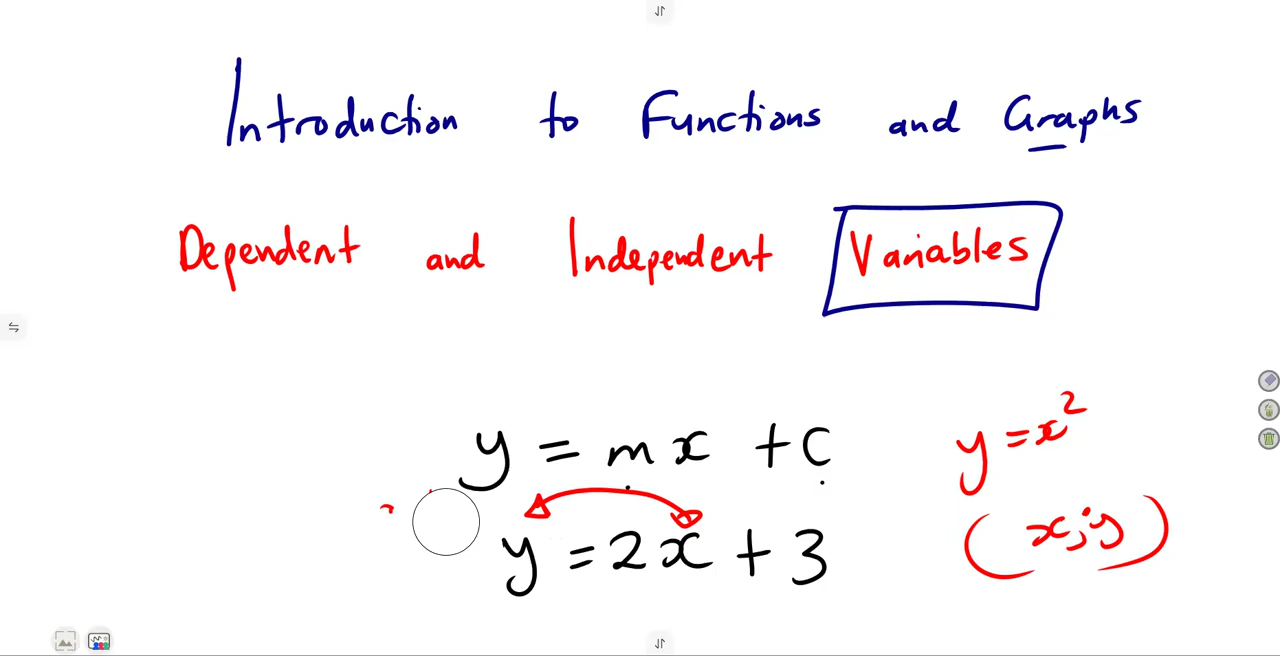 Introduction to Functions and Graphs
Dependent and Independent Variables
y = mx + c
y = x²
y = 2x + 3
(x;y)